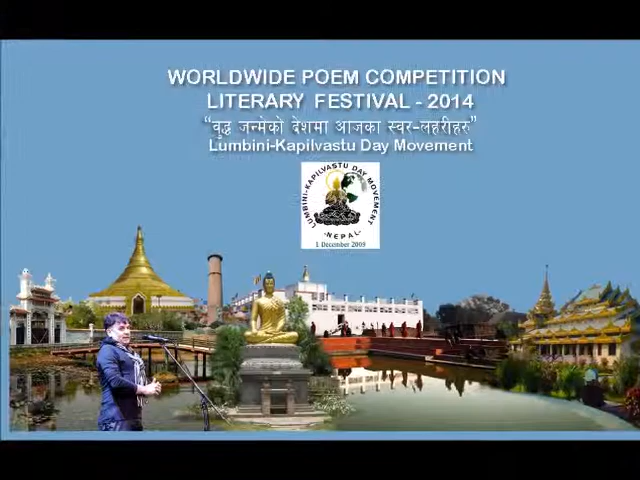 WORLDWIDE POEM COMPETITION
LITERARY FESTIVAL - 2014
“बुद्ध जन्मेको देशमा आजका स्वर-लहरीहरु”
Lumbini-Kapilvastu Day Movement
LUMBINI-KAPILVASTU DAY MOVEMENT
-NEPAL-
1 December 2009